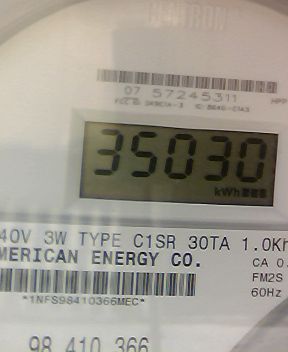 07 57245311
35030
kWh
40V 3W TYPE C1SR 30TA 1.0Kh
MERICAN ENERGY CO.
CA 0.
FM2S
60Hz
*1NFS98410366MEC*
98 410 366